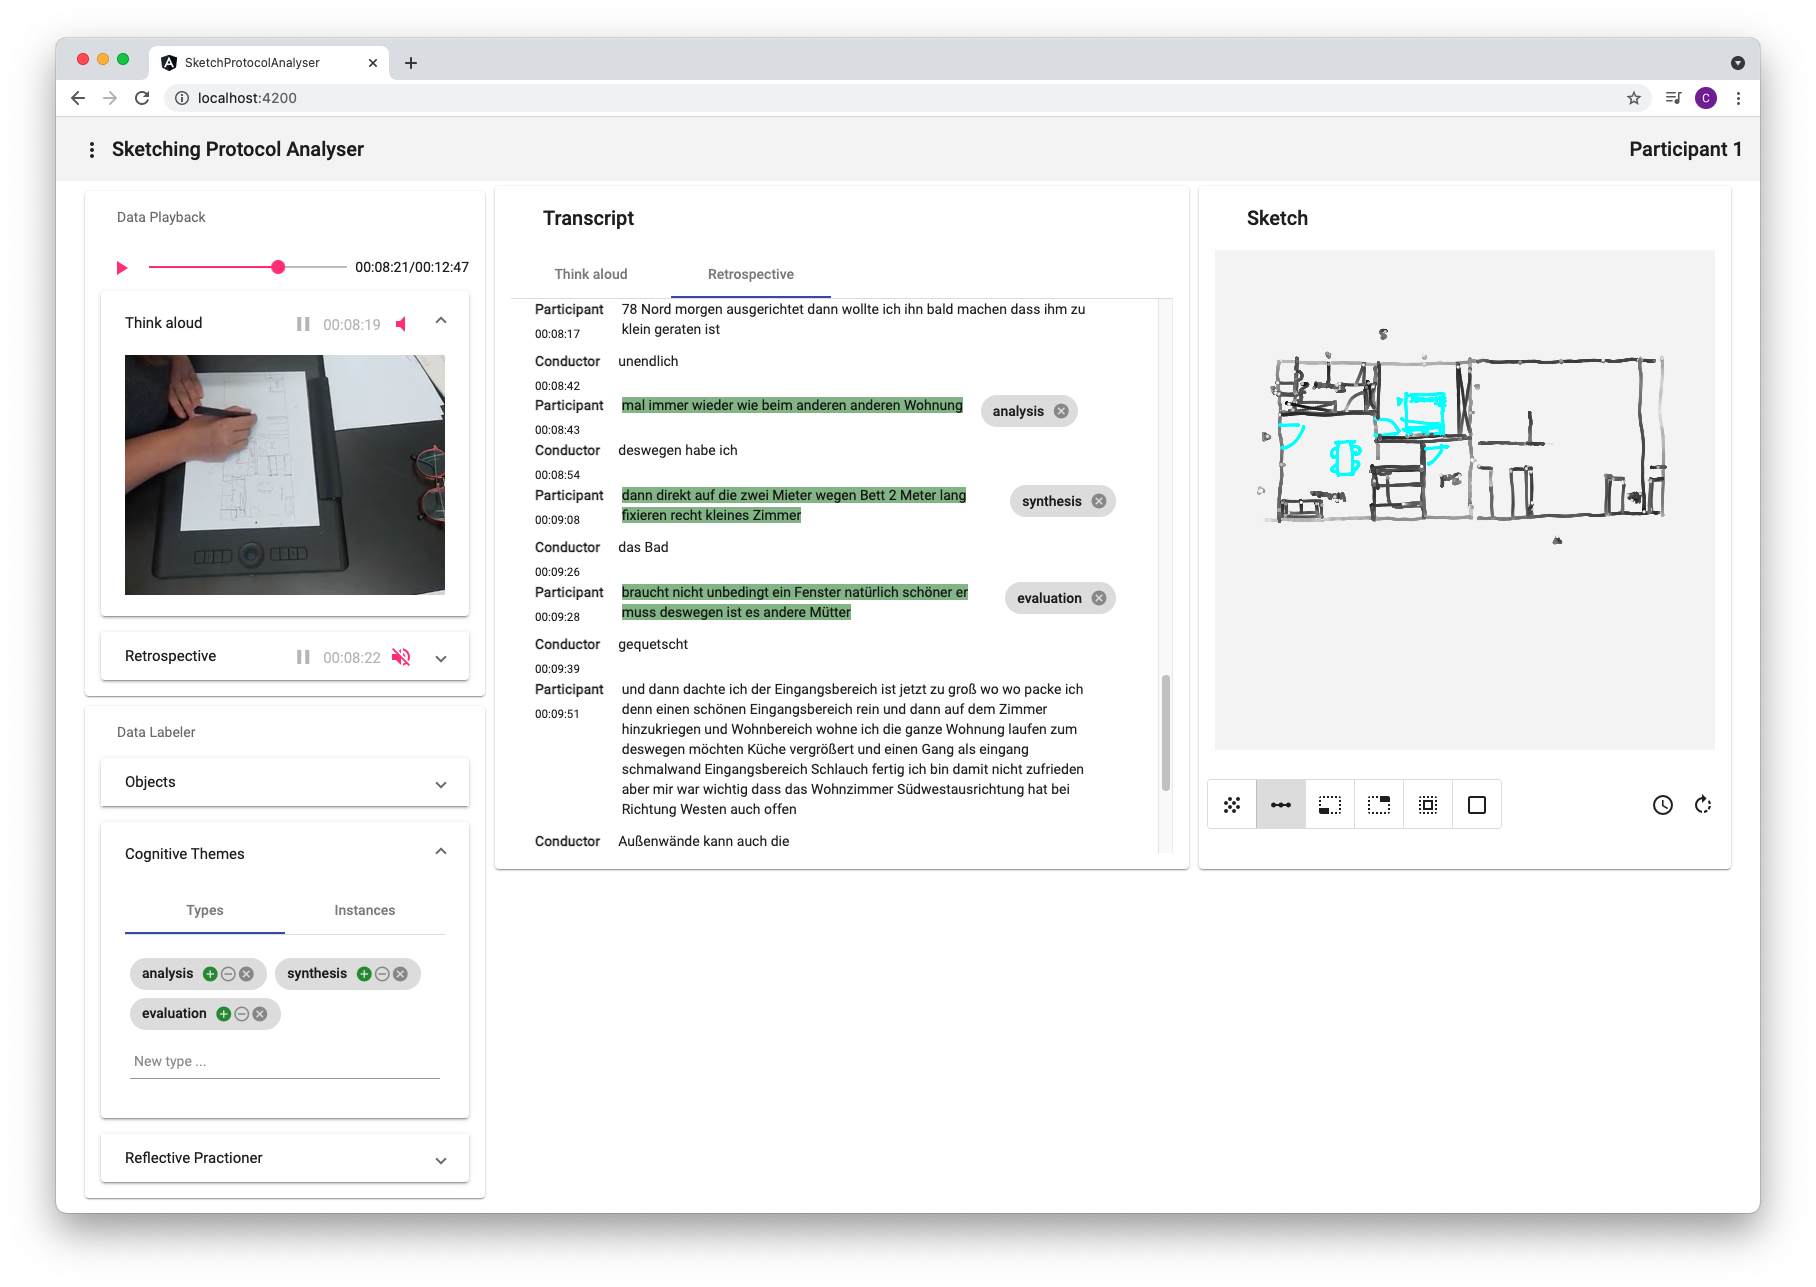 SketchProtocolAnalyser
localhost:4200
C
Sketching Protocol Analyser
Participant 1
Data Playback
00:08:21/00:12:47
Think aloud
00:08:19
Retrospective
00:08:22
Data Labeler
Objects
Cognitive Themes
Types
Instances
analysis
synthesis
evaluation
New type ...
Reflective Practioner
Transcript
Think aloud
Retrospective
Participant
78 Nord morgen ausgerichtet dann wollte ich ihn bald machen dass ihm zu
00:08:17
klein geraten ist
Conductor
unendlich
00:08:42
Participant
mal immer wieder wie beim anderen anderen Wohnung
analysis
00:08:43
Conductor
deswegen habe ich
00:08:54
Participant
dann direkt auf die zwei Mieter wegen Bett 2 Meter lang
synthesis
00:09:08
fixieren recht kleines Zimmer
Conductor
das Bad
00:09:26
Participant
braucht nicht unbedingt ein Fenster natürlich schöner er
evaluation
00:09:28
muss deswegen ist es andere Mütter
Conductor
gequetscht
00:09:39
Participant
und dann dachte ich der Eingangsbereich ist jetzt zu groß wo wo packe ich
00:09:51
denn einen schönen Eingangsbereich rein und dann auf dem Zimmer
hinzukriegen und Wohnbereich wohne ich die ganze Wohnung laufen zum
deswegen möchten Küche vergrößert und einen Gang als eingang
schmalwand Eingangsbereich Schlauch fertig ich bin damit nicht zufrieden
aber mir war wichtig dass das Wohnzimmer Südwestausrichtung hat bei
Richtung Westen auch offen
Conductor
Außenwände kann auch die
Sketch